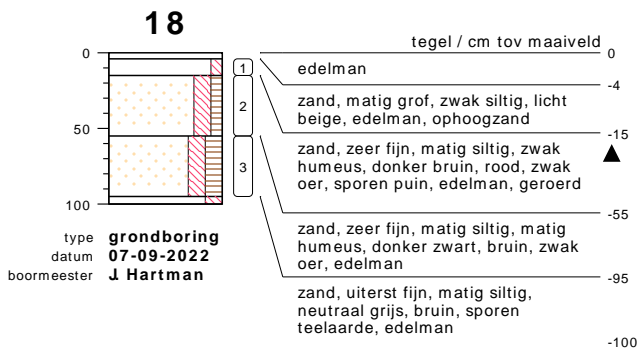 18
tegel / cm tov maaiveld
0
0
edelman
1
-4
zand, matig grof, zwak siltig, licht
beige, edelman, ophoogzand
2
-15
50
zand, zeer fijn, matig siltig, zwak
humeus, donker bruin, rood, zwak
oer, sporen puin, edelman, geroerd
3
-55
100
zand, zeer fijn, matig siltig, matig
humeus, donker zwart, bruin, zwak
oer, edelman
-95
zand, uiterst fijn, matig siltig,
neutraal grijs, bruin, sporen
teelaarde, edelman
-100
type grondboring
datum 07-09-2022
boormeester J. Hartman